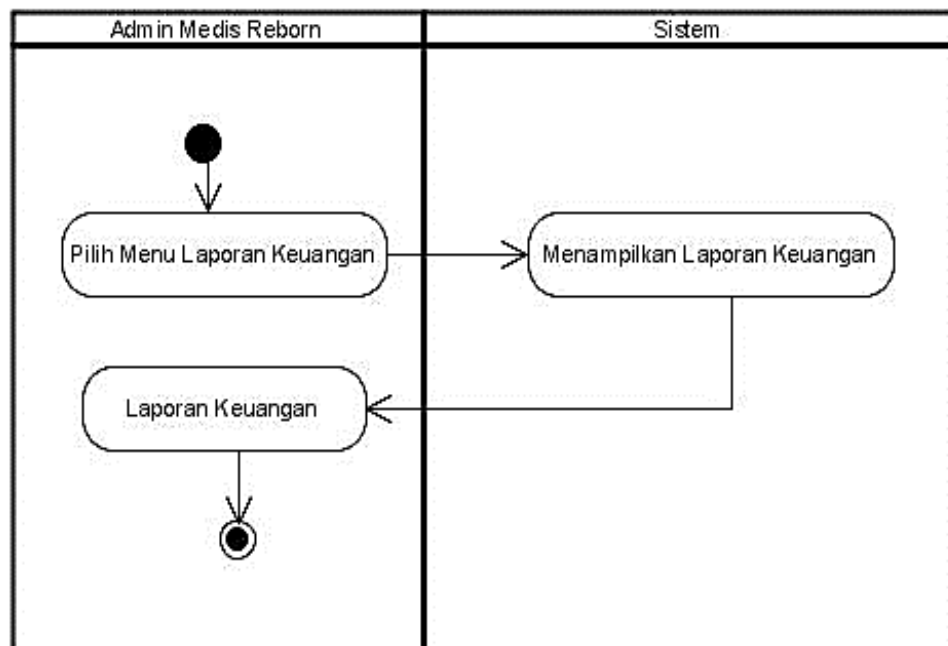 Admin Medis Reborn
Sistem
Pilih Menu Laporan Keuangan
Menampilkan Laporan Keuangan
Laporan Keuangan